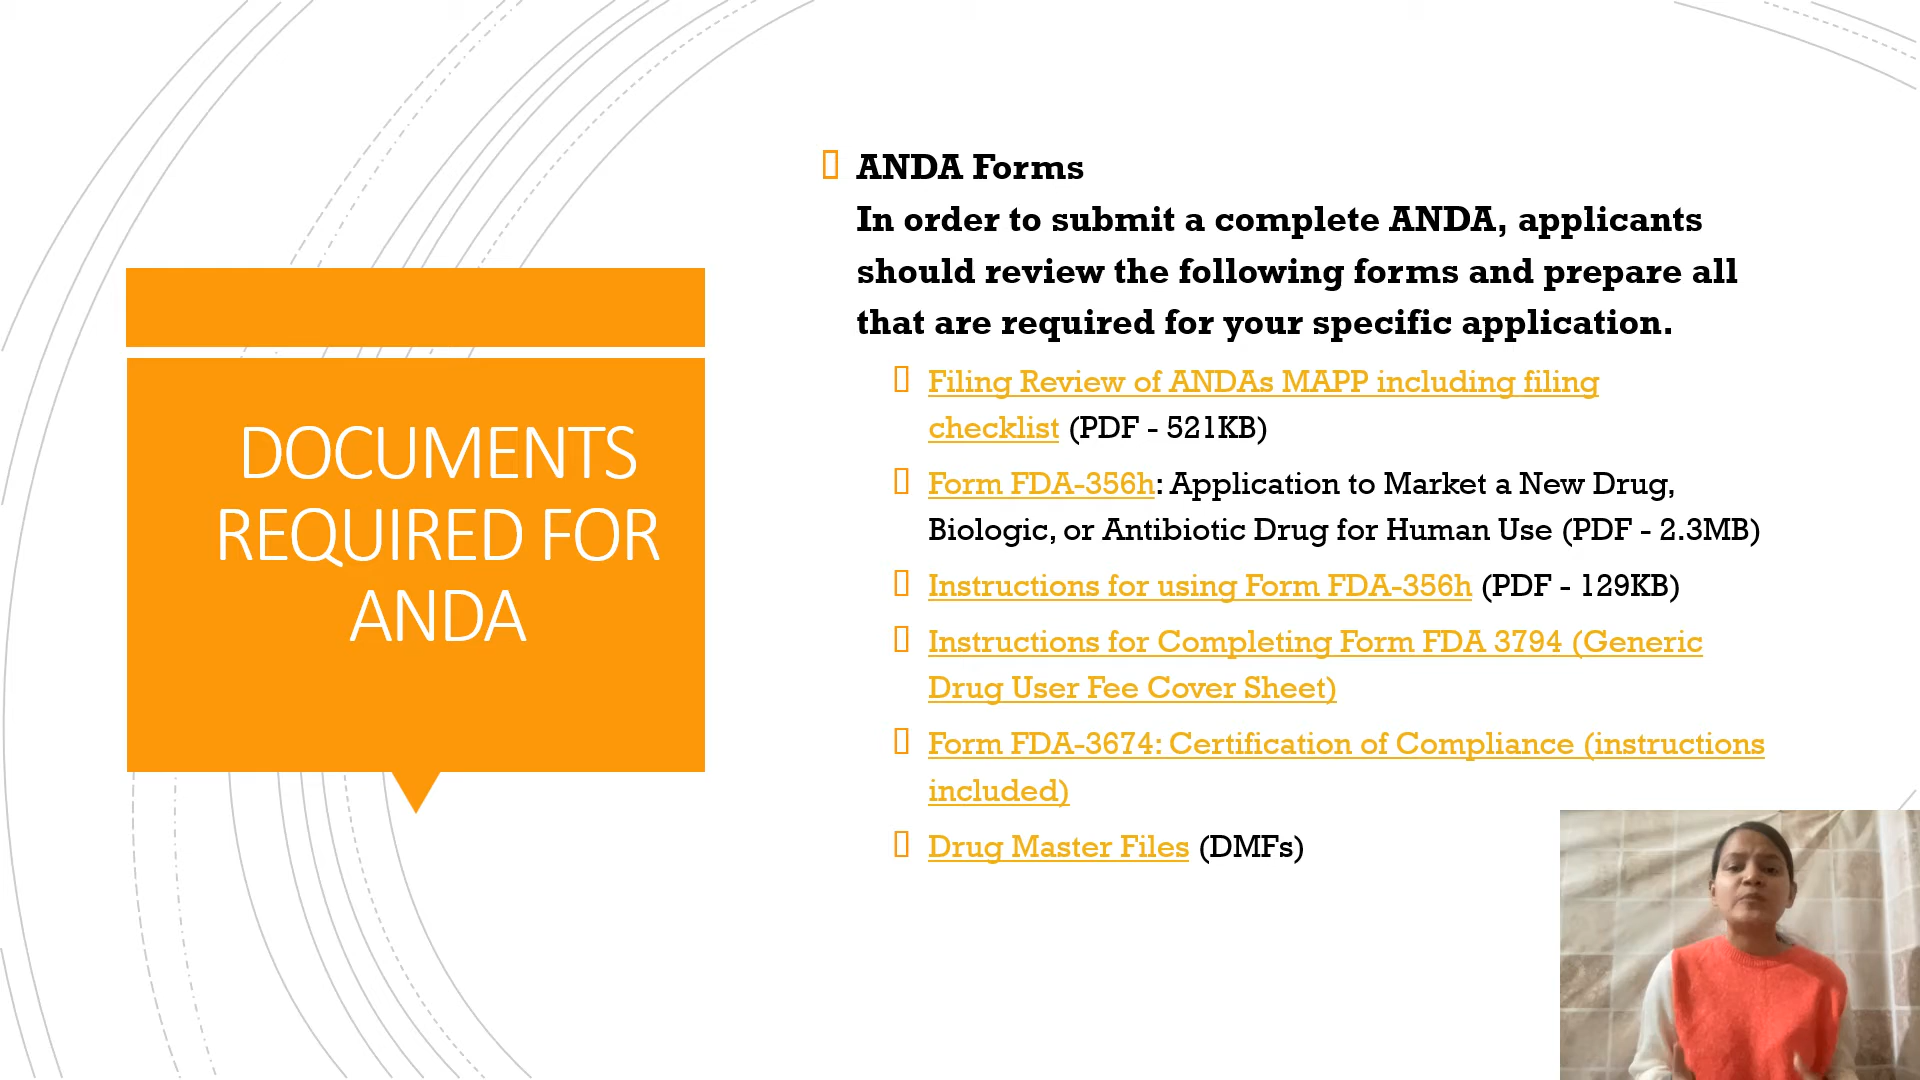 DOCUMENTS
REQUIRED FOR
ANDA
ANDA Forms
In order to submit a complete ANDA, applicants
should review the following forms and prepare all
that are required for your specific application.
Filing Review of ANDAs MAPP including filing
checklist (PDF - 521KB)
Form FDA-356h: Application to Market a New Drug,
Biologic, or Antibiotic Drug for Human Use (PDF - 2.3MB)
Instructions for using Form FDA-356h (PDF - 129KB)
Instructions for Completing Form FDA 3794 (Generic
Drug User Fee Cover Sheet)
Form FDA-3674: Certification of Compliance (instructions
included)
Drug Master Files (DMFs)